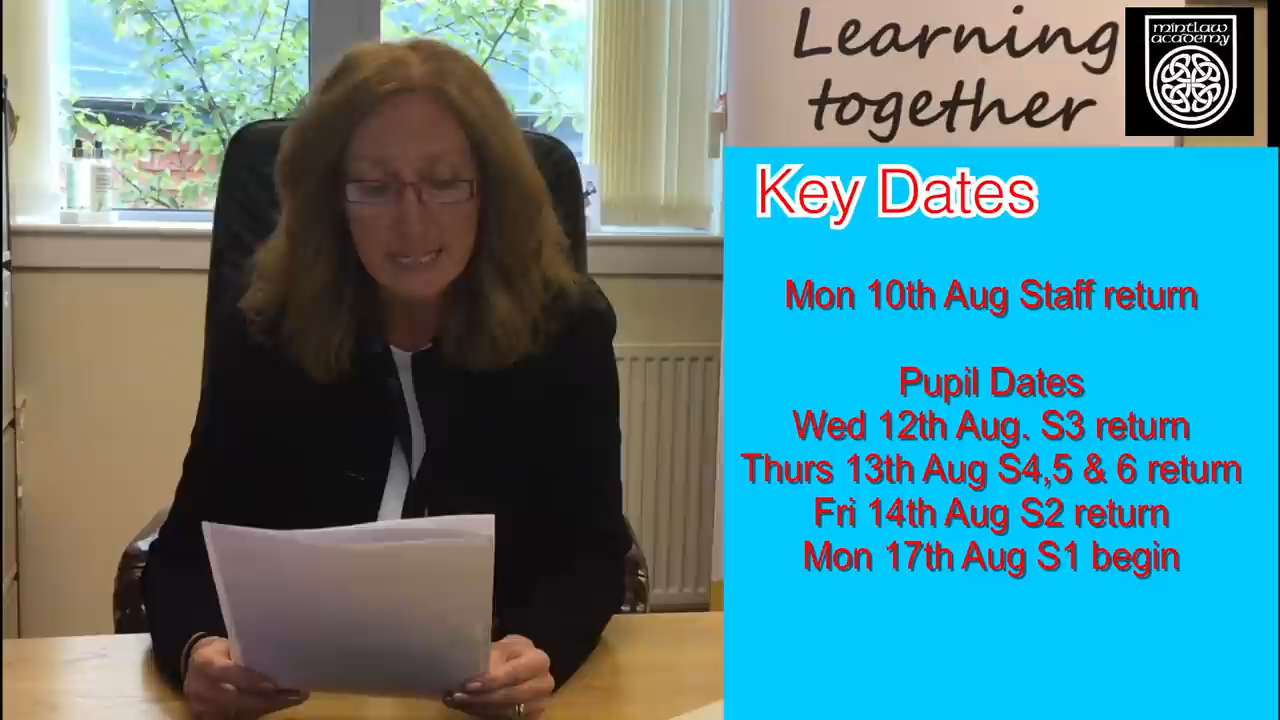 Learning
together
mintlaw
academy
Key Dates
Mon 10th Aug Staff return
Pupil Dates
Wed 12th Aug. S3 return
Thurs 13th Aug S4,5 & 6 return
Fri 14th Aug S2 return
Mon 17th Aug S1 begin